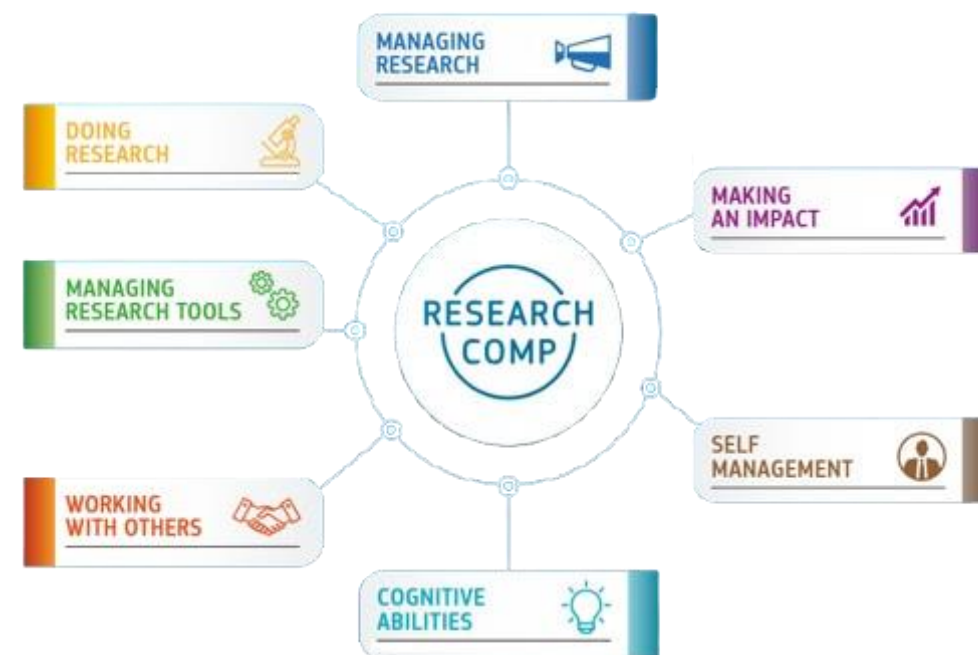 MANAGING
RESEARCH
DOING
RESEARCH
MAKING
AN IMPACT
MANAGING
RESEARCH TOOLS
RESEARCH
COMP
SELF
MANAGEMENT
WORKING
WITH OTHERS
COGNITIVE
ABILITIES